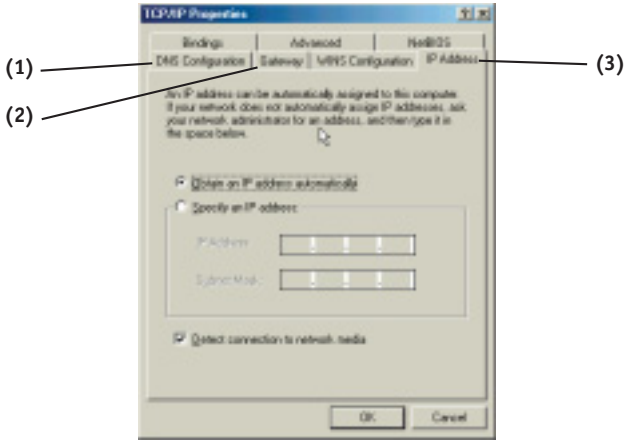 TCP/IP Properties
Bindings Advanced NetBIOS
DNS Configuration Gateway WINS Configuration IP Address
(1)
(2)
(3)
An IP address can be automatically assigned to this computer.
If your network does not automatically assign IP addresses, ask
your network administrator for an address, and then type it in
the space below.
Obtain an IP address automatically
Specify an IP address:
IP Address:
Subnet Mask:
Detect connection to network media
OK Cancel